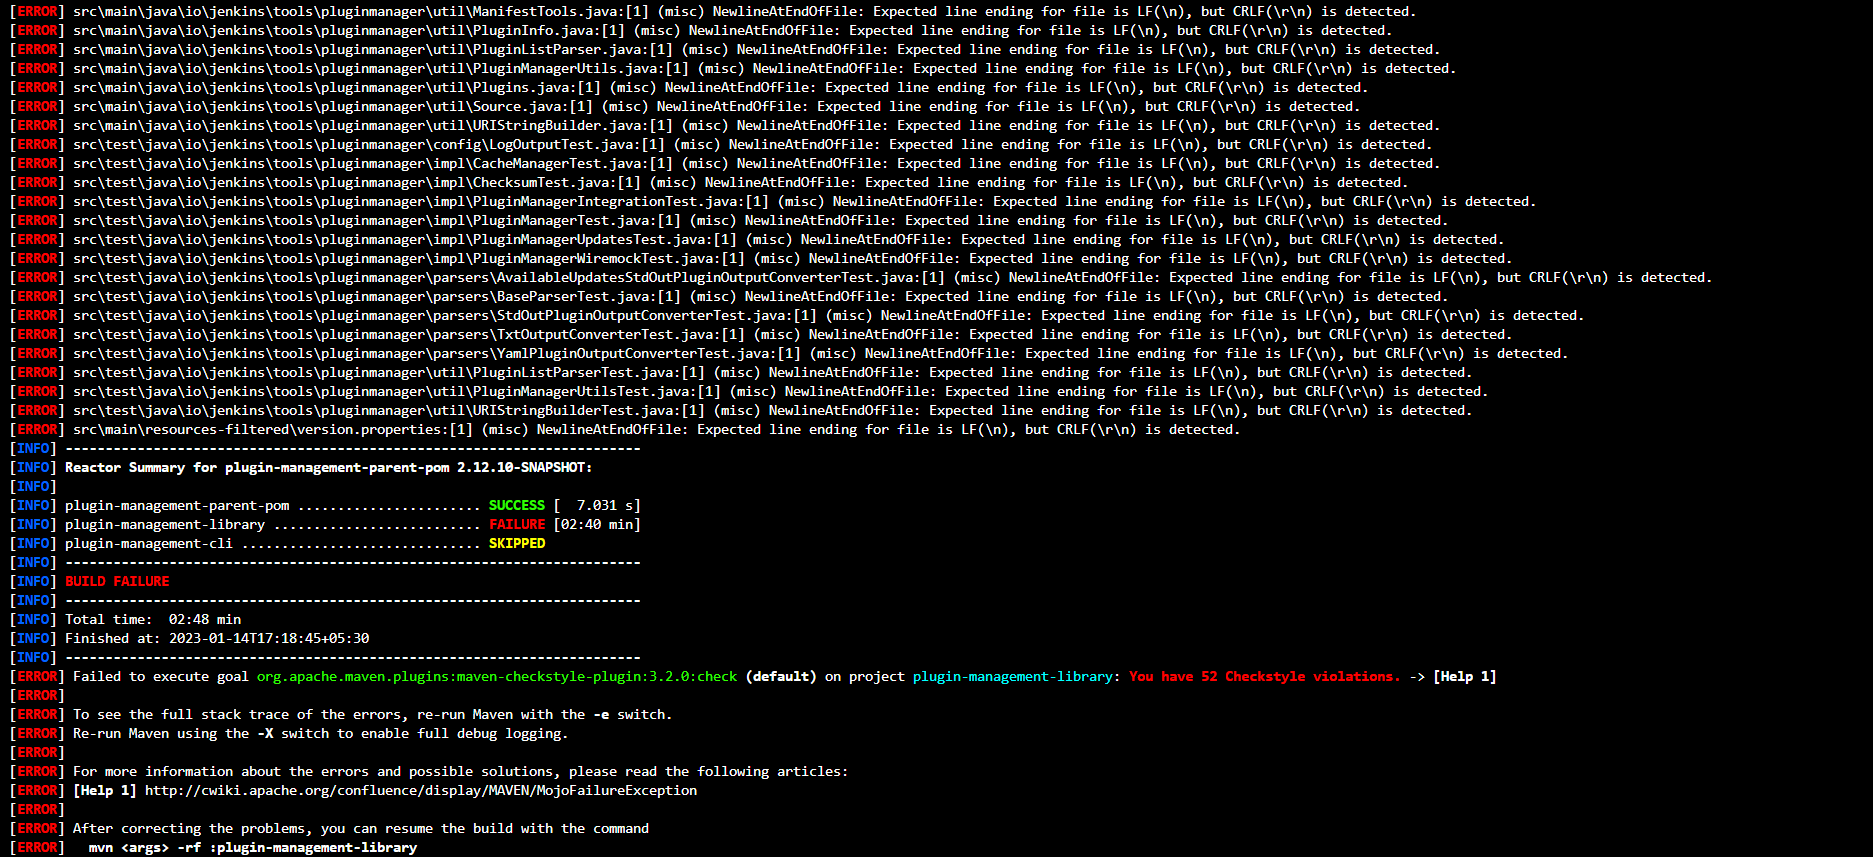 [ERROR] src\main\java\io\jenkins\tools\pluginmanager\util\ManifestTools.java:[1] (misc) NewlineAtEndOfFile: Expected line ending for file is LF(\n), but CRLF(\r\n) is detected.
[ERROR] src\main\java\io\jenkins\tools\pluginmanager\util\PluginInfo.java:[1] (misc) NewlineAtEndOfFile: Expected line ending for file is LF(\n), but CRLF(\r\n) is detected.
[ERROR] src\main\java\io\jenkins\tools\pluginmanager\util\PluginListParser.java:[1] (misc) NewlineAtEndOfFile: Expected line ending for file is LF(\n), but CRLF(\r\n) is detected.
[ERROR] src\main\java\io\jenkins\tools\pluginmanager\util\PluginManagerUtils.java:[1] (misc) NewlineAtEndOfFile: Expected line ending for file is LF(\n), but CRLF(\r\n) is detected.
[ERROR] src\main\java\io\jenkins\tools\pluginmanager\util\Plugins.java:[1] (misc) NewlineAtEndOfFile: Expected line ending for file is LF(\n), but CRLF(\r\n) is detected.
[ERROR] src\main\java\io\jenkins\tools\pluginmanager\util\Source.java:[1] (misc) NewlineAtEndOfFile: Expected line ending for file is LF(\n), but CRLF(\r\n) is detected.
[ERROR] src\main\java\io\jenkins\tools\pluginmanager\util\URIStringBuilder.java:[1] (misc) NewlineAtEndOfFile: Expected line ending for file is LF(\n), but CRLF(\r\n) is detected.
[ERROR] src\test\java\io\jenkins\tools\pluginmanager\config\LogOutputTest.java:[1] (misc) NewlineAtEndOfFile: Expected line ending for file is LF(\n), but CRLF(\r\n) is detected.
[ERROR] src\test\java\io\jenkins\tools\pluginmanager\impl\CacheManagerTest.java:[1] (misc) NewlineAtEndOfFile: Expected line ending for file is LF(\n), but CRLF(\r\n) is detected.
[ERROR] src\test\java\io\jenkins\tools\pluginmanager\impl\ChecksumTest.java:[1] (misc) NewlineAtEndOfFile: Expected line ending for file is LF(\n), but CRLF(\r\n) is detected.
[ERROR] src\test\java\io\jenkins\tools\pluginmanager\impl\PluginManagerIntegrationTest.java:[1] (misc) NewlineAtEndOfFile: Expected line ending for file is LF(\n), but CRLF(\r\n) is detected.
[ERROR] src\test\java\io\jenkins\tools\pluginmanager\impl\PluginManagerTest.java:[1] (misc) NewlineAtEndOfFile: Expected line ending for file is LF(\n), but CRLF(\r\n) is detected.
[ERROR] src\test\java\io\jenkins\tools\pluginmanager\impl\PluginManagerUpdatesTest.java:[1] (misc) NewlineAtEndOfFile: Expected line ending for file is LF(\n), but CRLF(\r\n) is detected.
[ERROR] src\test\java\io\jenkins\tools\pluginmanager\impl\PluginManagerWiremockTest.java:[1] (misc) NewlineAtEndOfFile: Expected line ending for file is LF(\n), but CRLF(\r\n) is detected.
[ERROR] src\test\java\io\jenkins\tools\pluginmanager\parsers\AvailableUpdatesStdOutPluginOutputConverterTest.java:[1] (misc) NewlineAtEndOfFile: Expected line ending for file is LF(\n), but CRLF(\r\n) is detected.
[ERROR] src\test\java\io\jenkins\tools\pluginmanager\parsers\BaseParserTest.java:[1] (misc) NewlineAtEndOfFile: Expected line ending for file is LF(\n), but CRLF(\r\n) is detected.
[ERROR] src\test\java\io\jenkins\tools\pluginmanager\parsers\StdOutPluginOutputConverterTest.java:[1] (misc) NewlineAtEndOfFile: Expected line ending for file is LF(\n), but CRLF(\r\n) is detected.
[ERROR] src\test\java\io\jenkins\tools\pluginmanager\parsers\TxtOutputConverterTest.java:[1] (misc) NewlineAtEndOfFile: Expected line ending for file is LF(\n), but CRLF(\r\n) is detected.
[ERROR] src\test\java\io\jenkins\tools\pluginmanager\parsers\YamlPluginOutputConverterTest.java:[1] (misc) NewlineAtEndOfFile: Expected line ending for file is LF(\n), but CRLF(\r\n) is detected.
[ERROR] src\test\java\io\jenkins\tools\pluginmanager\util\PluginListParserTest.java:[1] (misc) NewlineAtEndOfFile: Expected line ending for file is LF(\n), but CRLF(\r\n) is detected.
[ERROR] src\test\java\io\jenkins\tools\pluginmanager\util\PluginManagerUtilsTest.java:[1] (misc) NewlineAtEndOfFile: Expected line ending for file is LF(\n), but CRLF(\r\n) is detected.
[ERROR] src\test\java\io\jenkins\tools\pluginmanager\util\URIStringBuilderTest.java:[1] (misc) NewlineAtEndOfFile: Expected line ending for file is LF(\n), but CRLF(\r\n) is detected.
[ERROR] src\main\resources-filtered\version.properties:[1] (misc) NewlineAtEndOfFile: Expected line ending for file is LF(\n), but CRLF(\r\n) is detected.
[INFO] ------------------------------------------------------------------------
[INFO] Reactor Summary for plugin-management-parent-pom 2.12.10-SNAPSHOT:
[INFO]
[INFO] plugin-management-parent-pom ....................... SUCCESS [  7.031 s]
[INFO] plugin-management-library .......................... FAILURE [02:40 min]
[INFO] plugin-management-cli .............................. SKIPPED
[INFO] ------------------------------------------------------------------------
[INFO] BUILD FAILURE
[INFO] ------------------------------------------------------------------------
[INFO] Total time:  02:48 min
[INFO] Finished at: 2023-01-14T17:18:45+05:30
[INFO] ------------------------------------------------------------------------
[ERROR] Failed to execute goal org.apache.maven.plugins:maven-checkstyle-plugin:3.2.0:check (default) on project plugin-management-library: You have 52 Checkstyle violations. -> [Help 1]
[ERROR]
[ERROR] To see the full stack trace of the errors, re-run Maven with the -e switch.
[ERROR] Re-run Maven using the -X switch to enable full debug logging.
[ERROR]
[ERROR] For more information about the errors and possible solutions, please read the following articles:
[ERROR] [Help 1] http://cwiki.apache.org/confluence/display/MAVEN/MojoFailureException
[ERROR]
[ERROR] After correcting the problems, you can resume the build with the command
[ERROR]   mvn <args> -rf :plugin-management-library